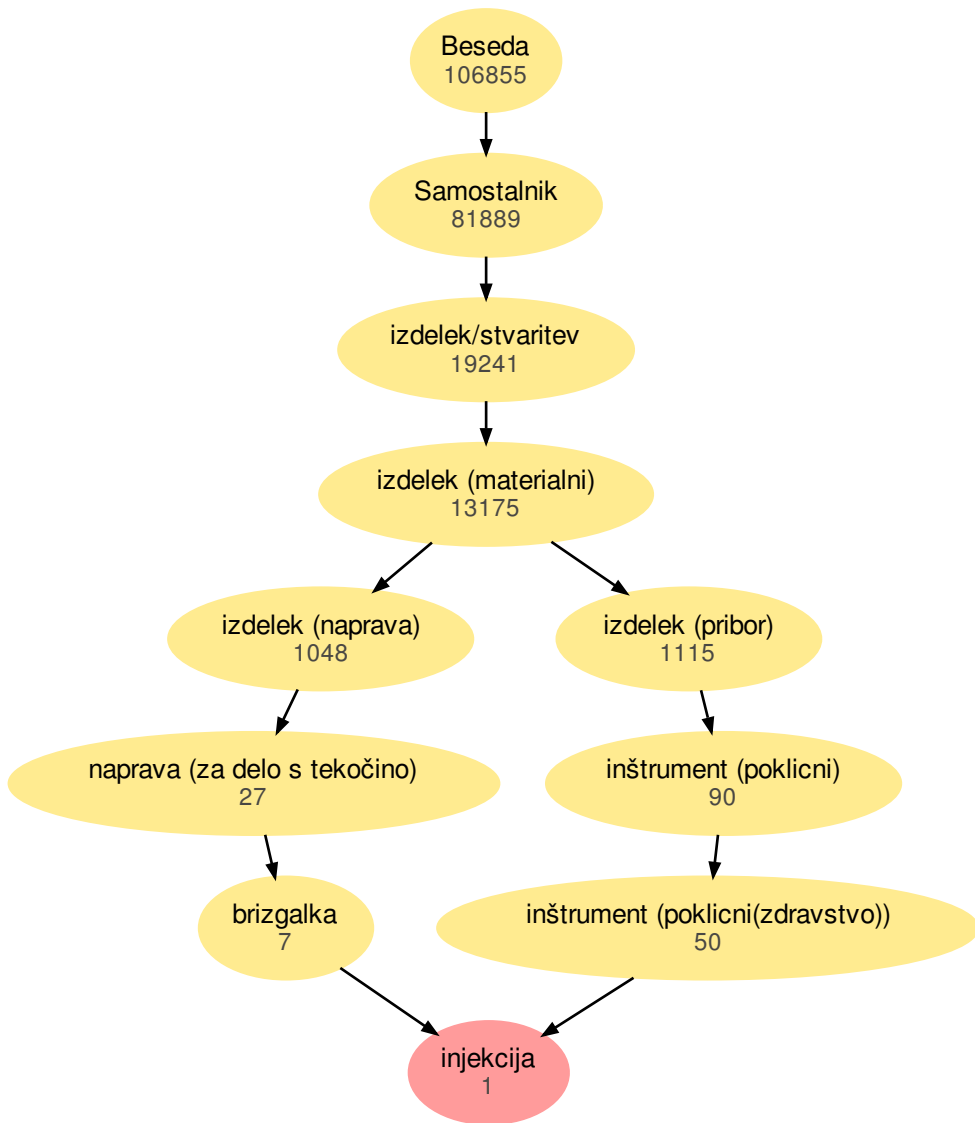 Beseda
106855
Samostalnik
81889
izdelek/stvaritev
19241
izdelek (materialni)
13175
izdelek (naprava)
1048
izdelek (pribor)
1115
naprava (za delo s tekočino)
27
inštrument (poklicni)
90
brizgalka
7
inštrument (poklicni(zdravstvo))
50
injekcija
1